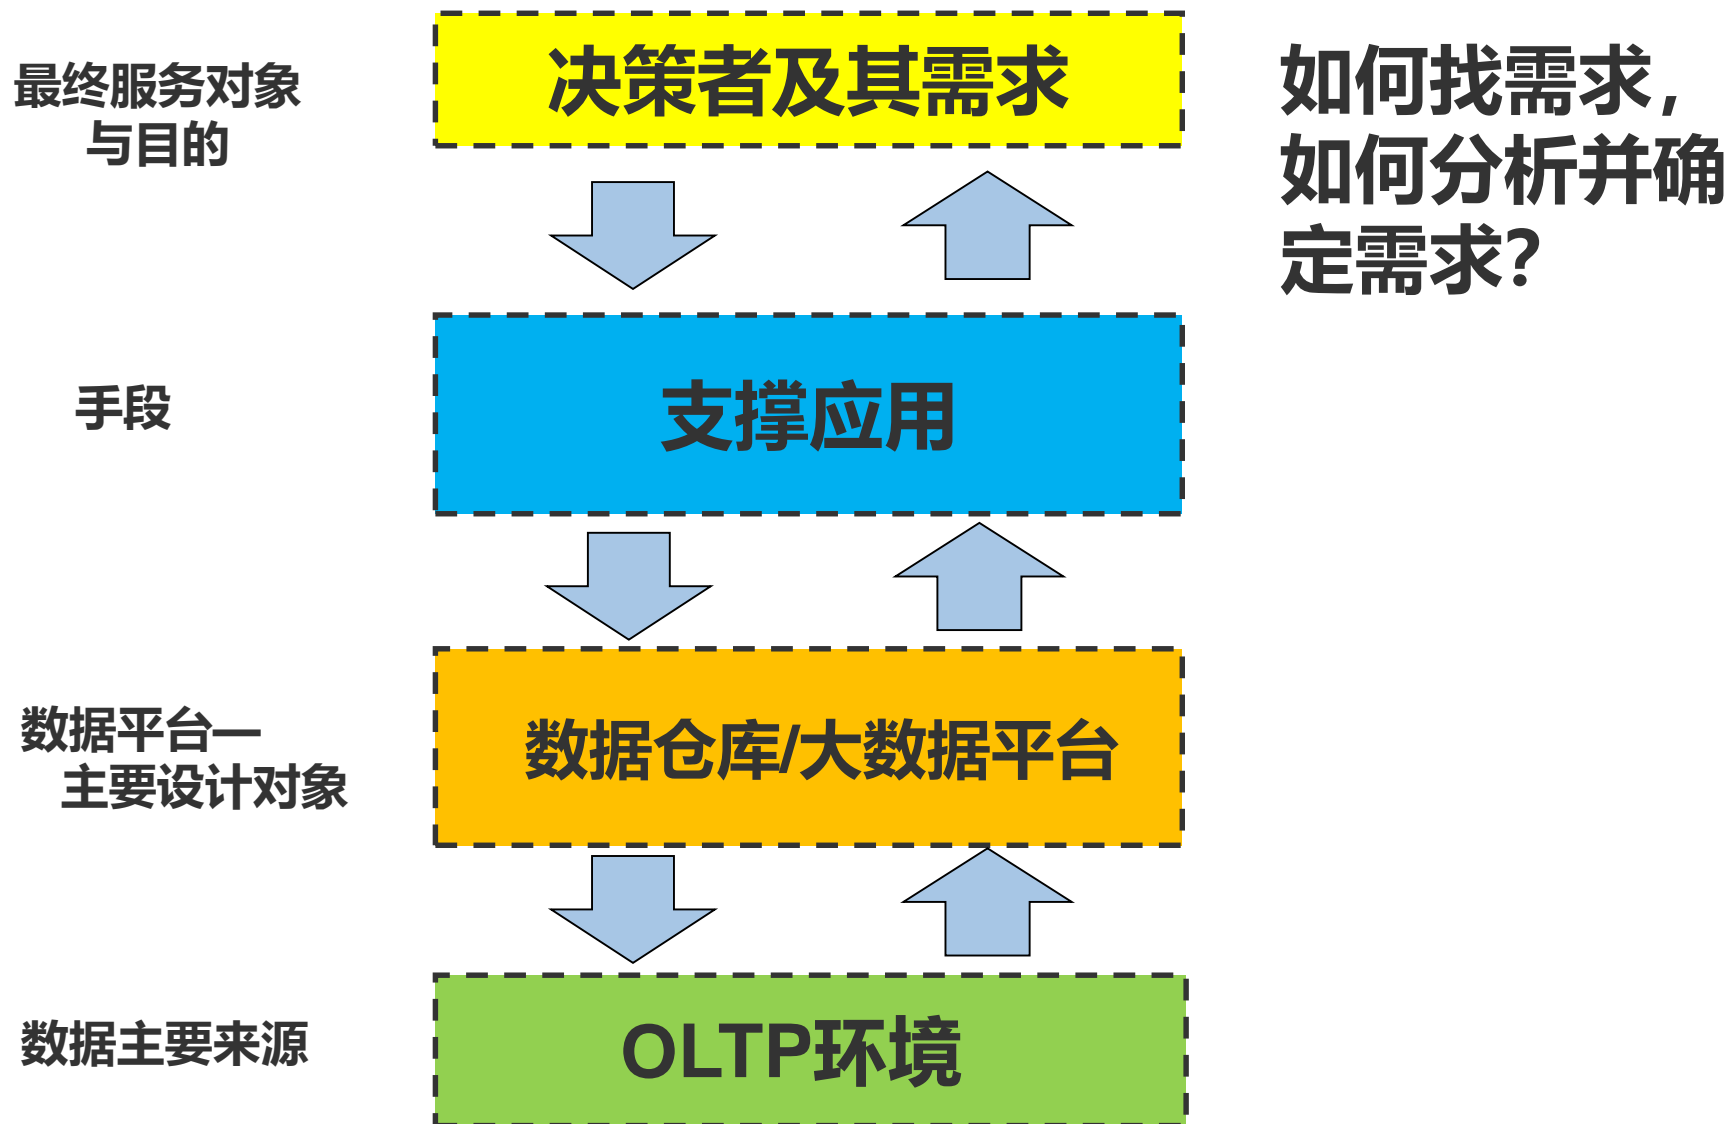 最终服务对象
与目的
决策者及其需求
如何找需求，
如何分析并确
定需求？
手段
支撑应用
数据平台—
主要设计对象
数据仓库/大数据平台
数据主要来源
OLTP环境